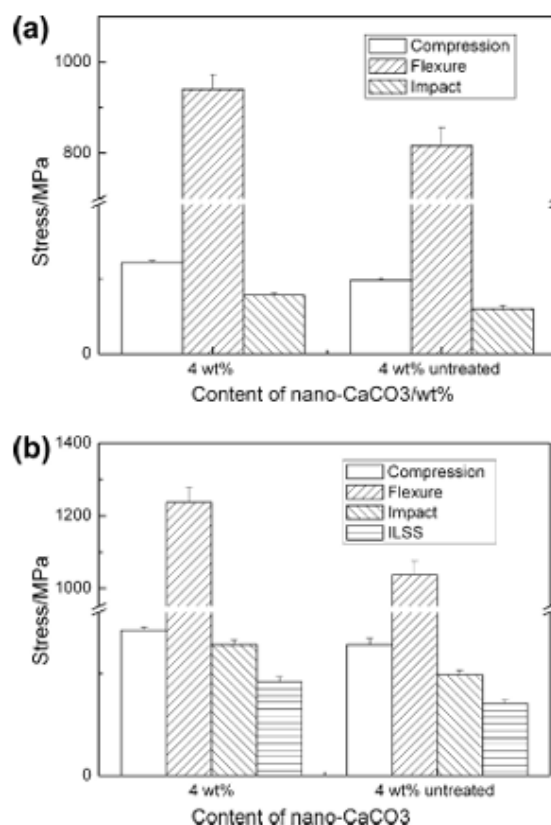 (a)
Compression
Flexure
Impact
1000
800
0
Stress/MPa
4 wt%
4 wt% untreated
Content of nano-CaCO3/wt%
(b)
Compression
Flexure
Impact
ILSS
1400
1200
1000
0
Stress/MPa
4 wt%
4 wt% untreated
Content of nano-CaCO3